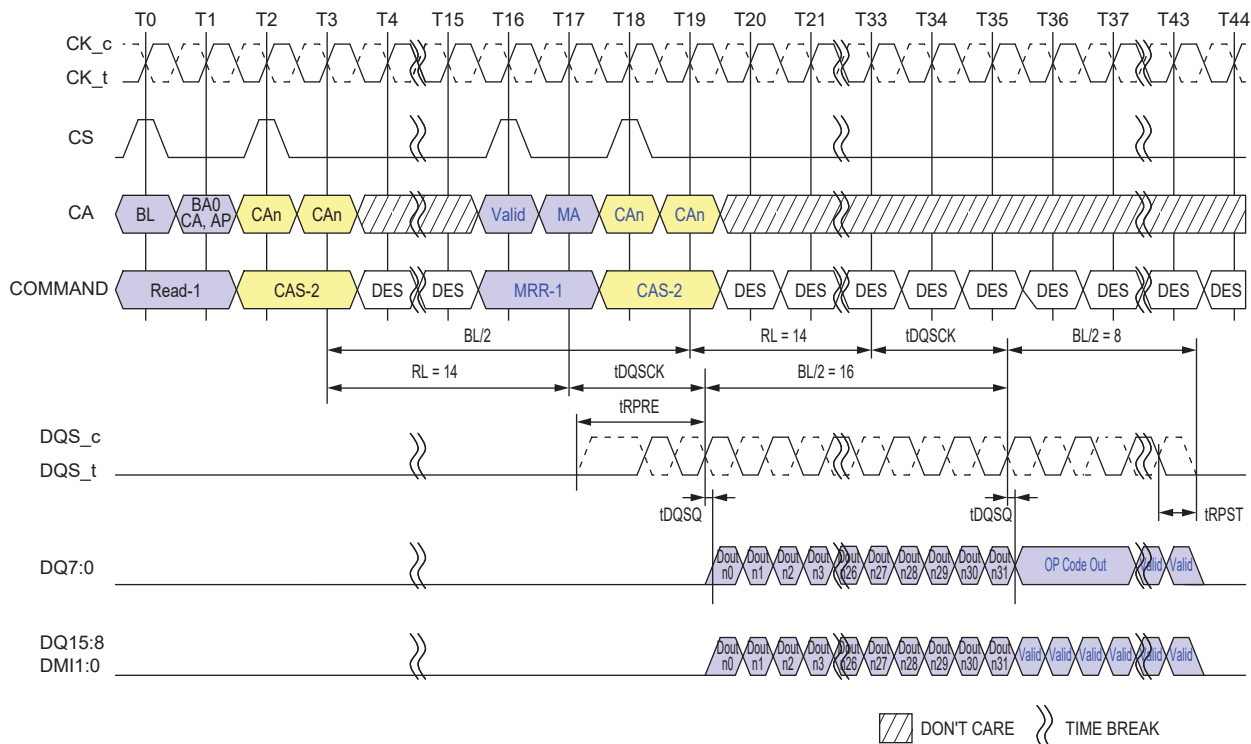 T0 T1 T2 T3 T4 T15 T16 T17 T18 T19 T20 T21 T33 T34 T35 T36 T37 T43 T44
CK_c
CK_t
CS
CA BL BA0 CA, AP CAn CAn Valid MA CAn CAn
COMMAND Read-1 CAS-2 DES DES MRR-1 CAS-2 DES DES DES DES DES DES DES DES DES
BL/2 RL = 14 tDQSCK BL/2 = 8
RL = 14 tDQSCK BL/2 = 16
tRPRE
DQS_c
DQS_t
tDQSQ tDQSQ tRPST
DQ7:0 Dout n0 Dout n1 Dout n2 Dout n3 Dout n26 Dout n27 Dout n28 Dout n29 Dout n30 Dout n31 OP Code Out Valid Valid
DQ15:8
DMI1:0 Dout n0 Dout n1 Dout n2 Dout n3 Dout n26 Dout n27 Dout n28 Dout n29 Dout n30 Dout n31 Valid Valid Valid Valid Valid Valid
DON'T CARE TIME BREAK